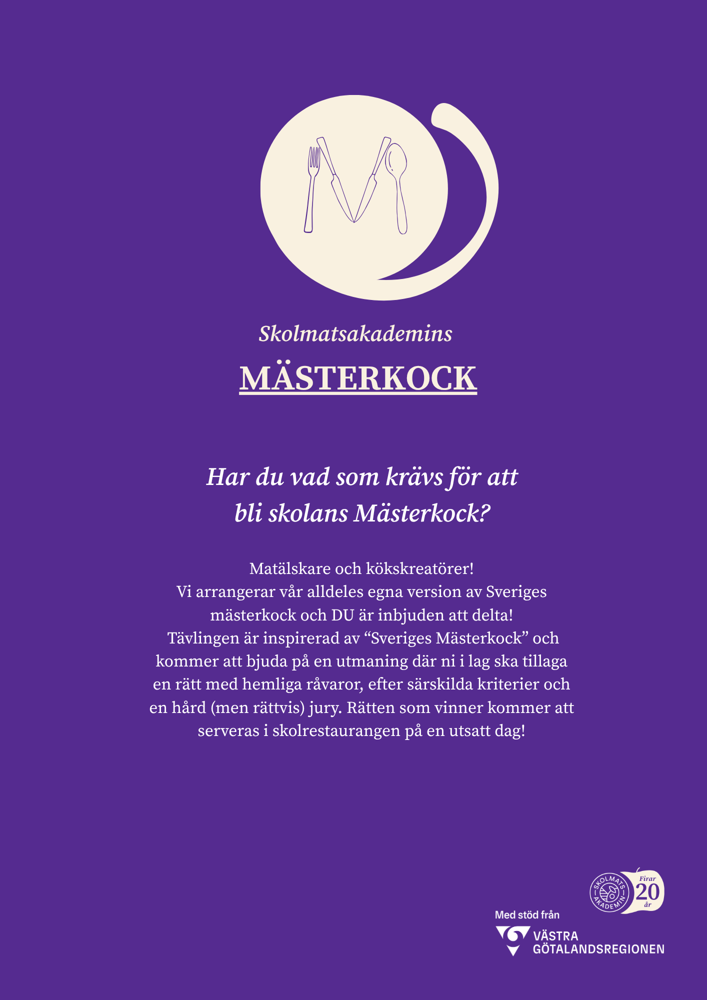 Skolmatsakademins
MÄSTERKOCK
Har du vad som krävs för att
bli skolans Mästerkock?
Matälskare och kökskreatörer!
Vi arrangerar vår alldeles egna version av Sveriges
mästerkock och DU är inbjuden att delta!
Tävlingen är inspirerad av “Sveriges Mästerkock” och
kommer att bjuda på en utmaning där ni i lag ska tillaga
en rätt med hemliga råvaror, efter särskilda kriterier och
en hård (men rättvis) jury. Rätten som vinner kommer att
serveras i skolrestaurangen på en utsatt dag!
SKOLMATS
AKADEMIN
Firar
20
år
Med stöd från
VÄSTRA
GÖTALANDSREGIONEN